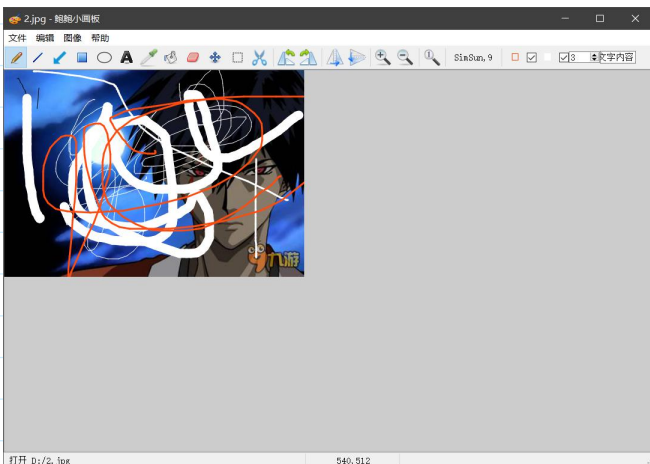 2.jpg - 鲍鲍小画板
文件 编辑 图像 帮助
A SimSun, 9 3 文字内容
九游
打开 D:/2.jpg 540,512